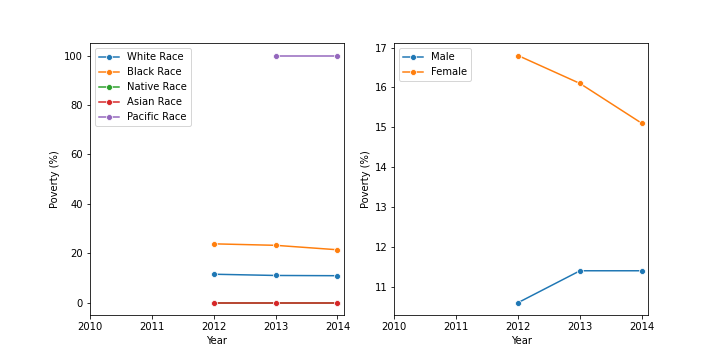 White Race
Black Race
Native Race
Asian Race
Pacific Race
100
80
60
40
20
0
Poverty (%)
2010 2011 2012 2013 2014
Year
Male
Female
17
16
15
14
13
12
11
Poverty (%)
2010 2011 2012 2013 2014
Year